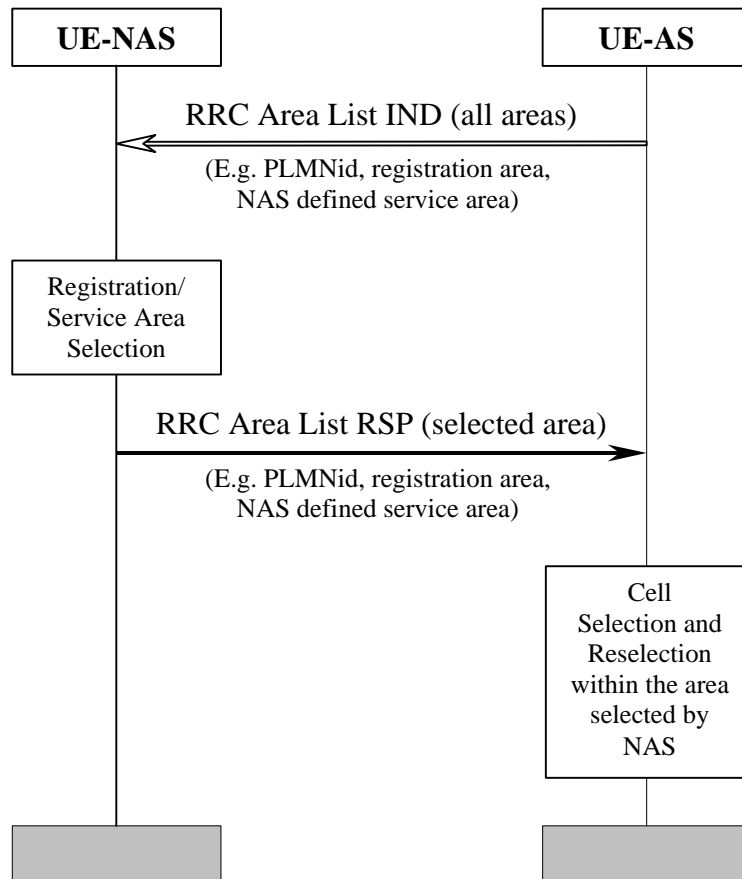 UE-NAS
UE-AS
RRC Area List IND (all areas)
(E.g. PLMNid, registration area,
NAS defined service area)
Registration/
Service Area
Selection
RRC Area List RSP (selected area)
(E.g. PLMNid, registration area,
NAS defined service area)
Cell
Selection and
Reselection
within the area
selected by
NAS